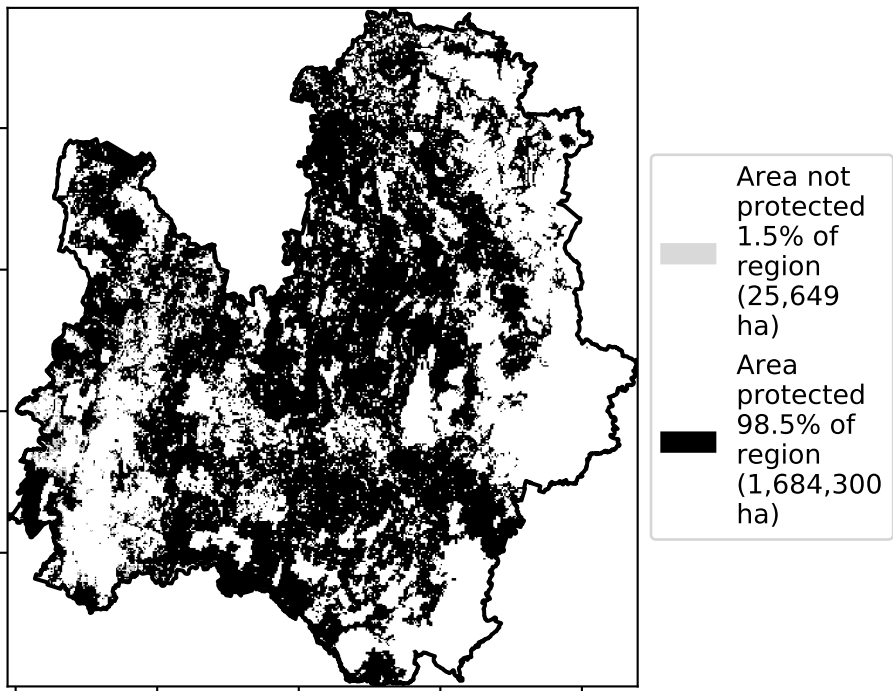 Area not
protected
1.5% of
region
(25,649
ha)
Area
protected
98.5% of
region
(1,684,300
ha)